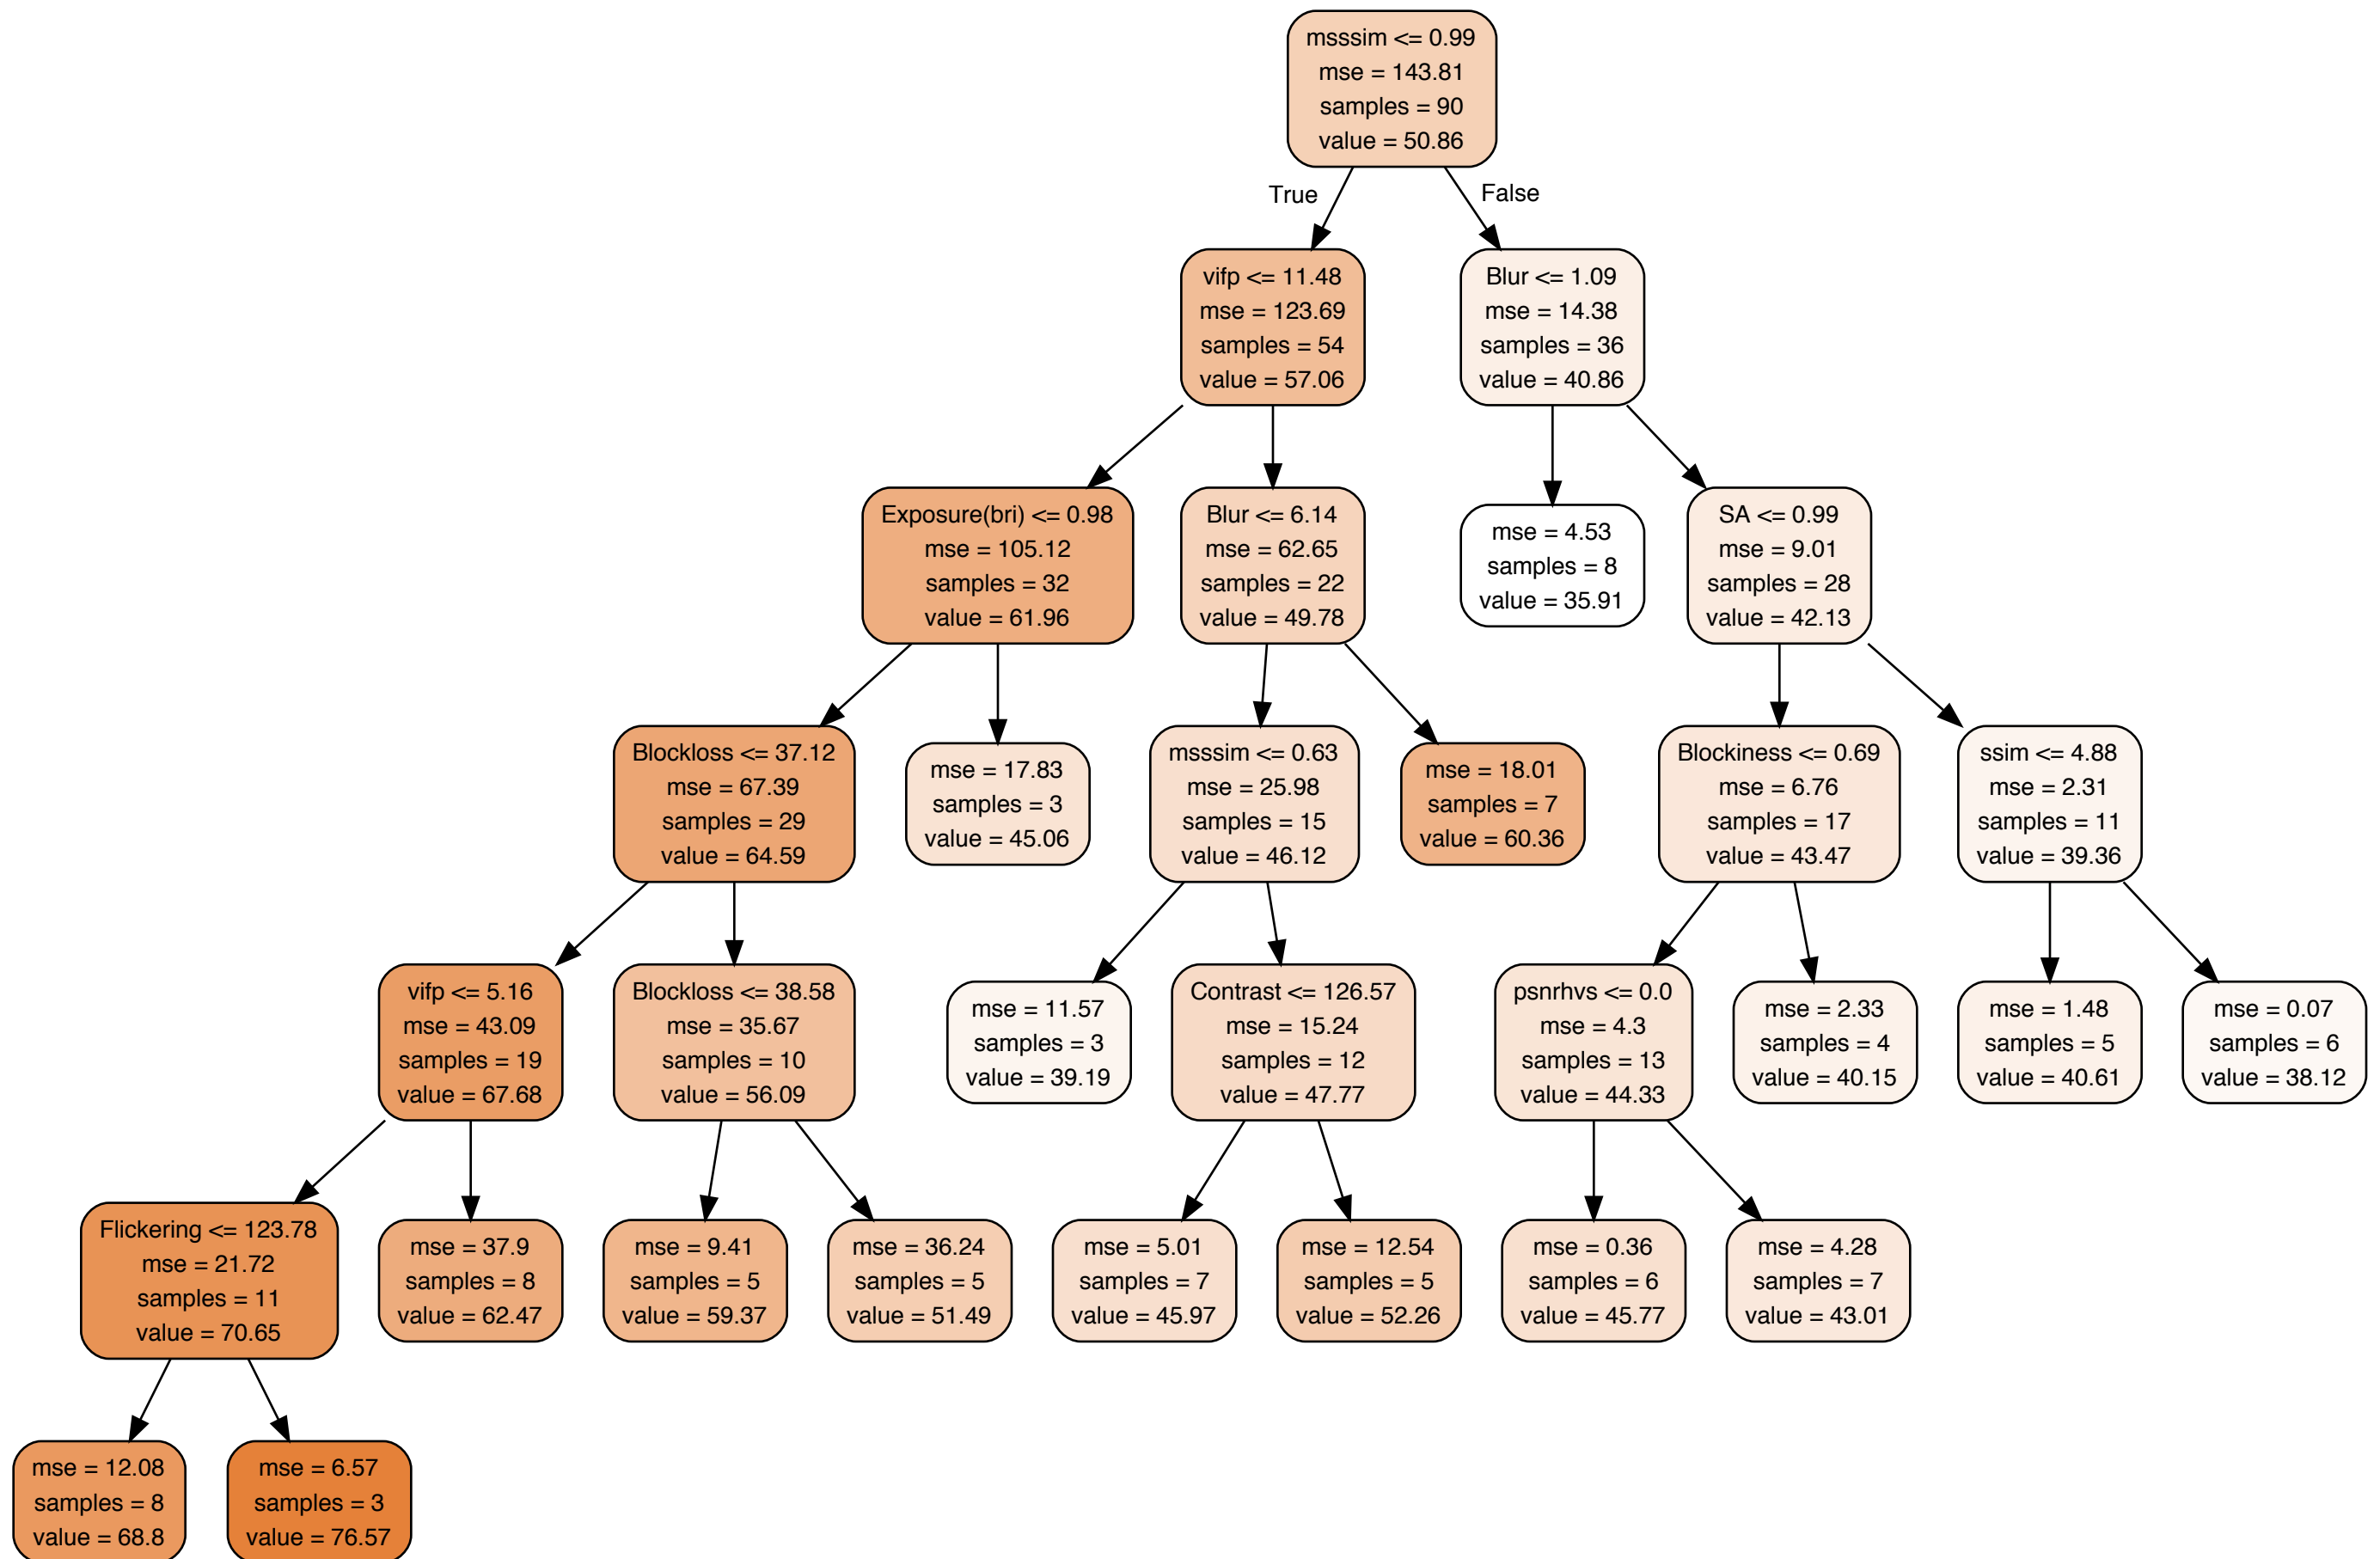 msssim <= 0.99
mse = 143.81
samples = 90
value = 50.86
True
False
vifp <= 11.48
mse = 123.69
samples = 54
value = 57.06
Blur <= 1.09
mse = 14.38
samples = 36
value = 40.86
Exposure(bri) <= 0.98
mse = 105.12
samples = 32
value = 61.96
Blur <= 6.14
mse = 62.65
samples = 22
value = 49.78
mse = 4.53
samples = 8
value = 35.91
SA <= 0.99
mse = 9.01
samples = 28
value = 42.13
Blockloss <= 37.12
mse = 67.39
samples = 29
value = 64.59
mse = 17.83
samples = 3
value = 45.06
msssim <= 0.63
mse = 25.98
samples = 15
value = 46.12
mse = 18.01
samples = 7
value = 60.36
Blockiness <= 0.69
mse = 6.76
samples = 17
value = 43.47
ssim <= 4.88
mse = 2.31
samples = 11
value = 39.36
vifp <= 5.16
mse = 43.09
samples = 19
value = 67.68
Blockloss <= 38.58
mse = 35.67
samples = 10
value = 56.09
mse = 11.57
samples = 3
value = 39.19
Contrast <= 126.57
mse = 15.24
samples = 12
value = 47.77
psnrhvs <= 0.0
mse = 4.3
samples = 13
value = 44.33
mse = 2.33
samples = 4
value = 40.15
mse = 1.48
samples = 5
value = 40.61
mse = 0.07
samples = 6
value = 38.12
Flickering <= 123.78
mse = 21.72
samples = 11
value = 70.65
mse = 37.9
samples = 8
value = 62.47
mse = 9.41
samples = 5
value = 59.37
mse = 36.24
samples = 5
value = 51.49
mse = 5.01
samples = 7
value = 45.97
mse = 12.54
samples = 5
value = 52.26
mse = 0.36
samples = 6
value = 45.77
mse = 4.28
samples = 7
value = 43.01
mse = 12.08
samples = 8
value = 68.8
mse = 6.57
samples = 3
value = 76.57